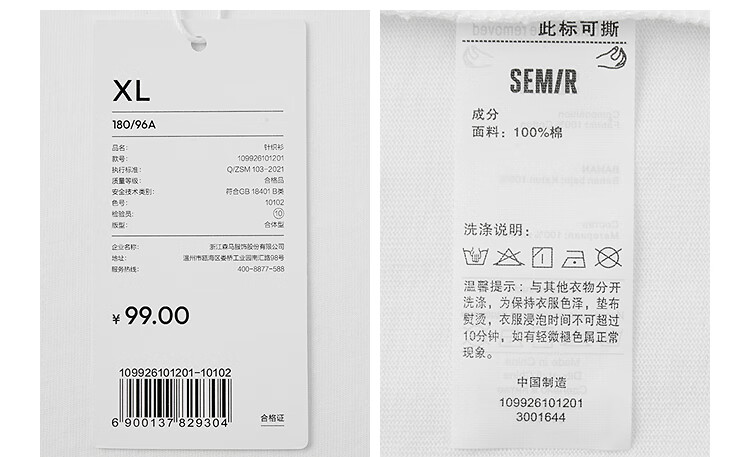 XL
180/96A
品名: 针织衫
款号: 109926101201
执行标准: Q/ZSM 103-2021
质量等级: 合格品
安全技术类别: 符合GB 18401 B类
色号: 10102
检验员: 10
版型: 合体型
企业名称: 浙江森马服饰股份有限公司
地址: 温州市瓯海区娄桥工业园南汇路98号
服务热线: 400-8877-588
¥ 99.00
109926101201-10102
6 900137 829304
合格证
此标可撕
SEMIR
成分
面料: 100%棉
洗涤说明:
温馨提示: 与其他衣物分开
洗涤, 为保持衣服色泽, 垫布
熨烫, 衣服浸泡时间不可超过
10分钟, 如有轻微褪色属正常
现象。
中国制造
109926101201
3001644